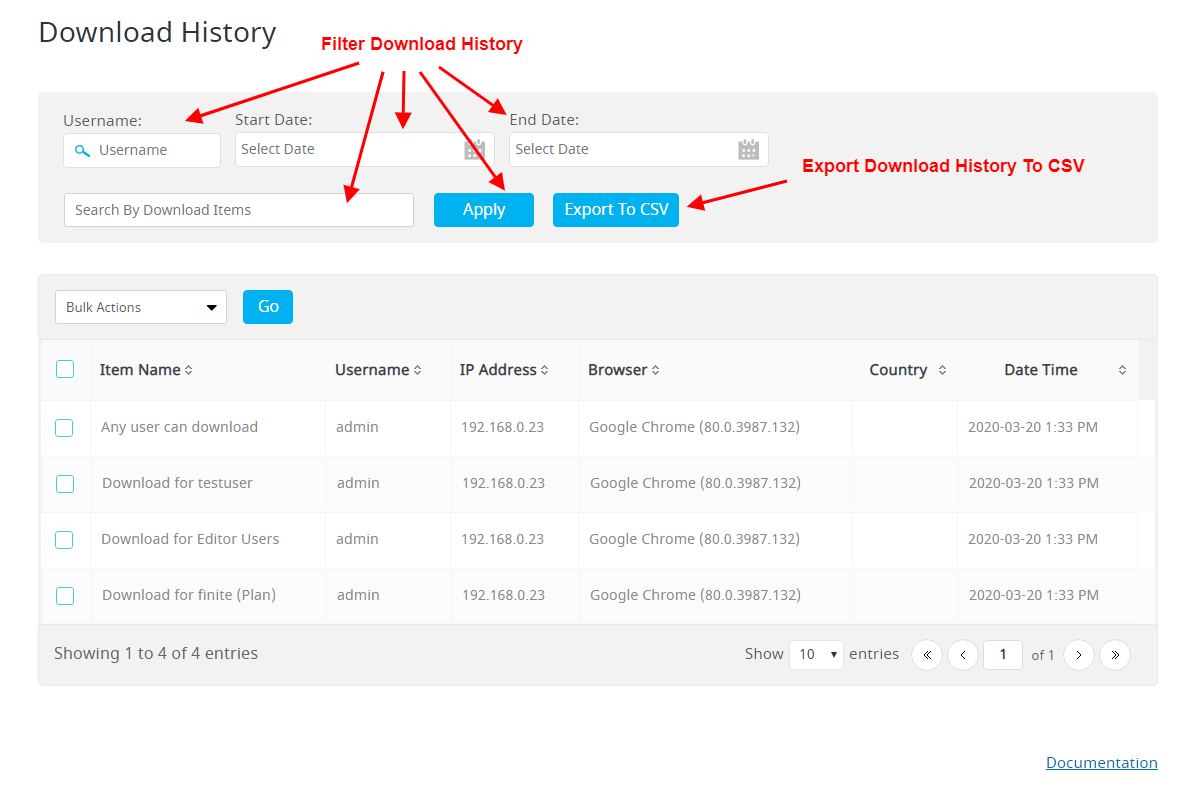 Download History
Filter Download History
Username:
Start Date:
End Date:
Username
Select Date
Select Date
Export Download History To CSV
Search By Download Items
Apply
Export To CSV
Bulk Actions
Go
Item Name Username IP Address Browser Country Date Time
Any user can download admin 192.168.0.23 Google Chrome (80.0.3987.132) 2020-03-20 1:33 PM
Download for testuser admin 192.168.0.23 Google Chrome (80.0.3987.132) 2020-03-20 1:33 PM
Download for Editor Users admin 192.168.0.23 Google Chrome (80.0.3987.132) 2020-03-20 1:33 PM
Download for finite (Plan) admin 192.168.0.23 Google Chrome (80.0.3987.132) 2020-03-20 1:33 PM
Showing 1 to 4 of 4 entries Show 10 entries « ‹ 1 of 1 › »
Documentation